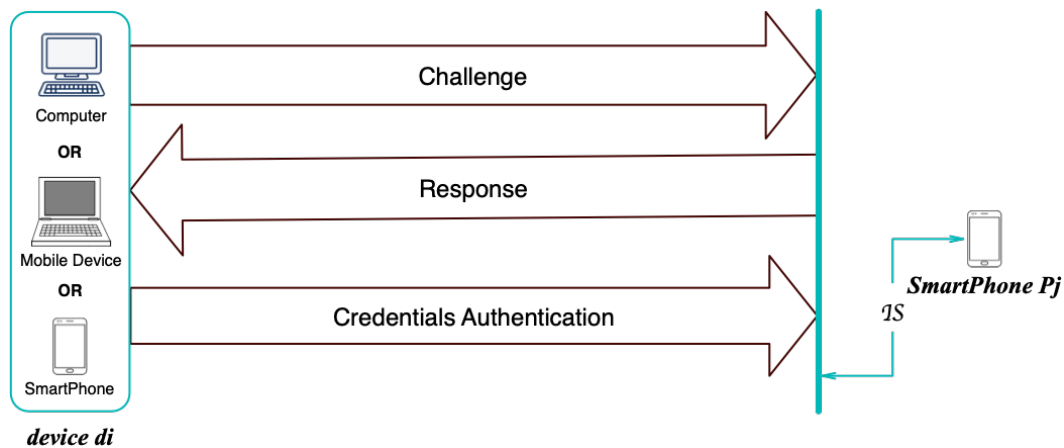 Challenge
Computer
OR
Response
Mobile Device
OR
SmartPhone Pj
IS
Credentials Authentication
SmartPhone
device di